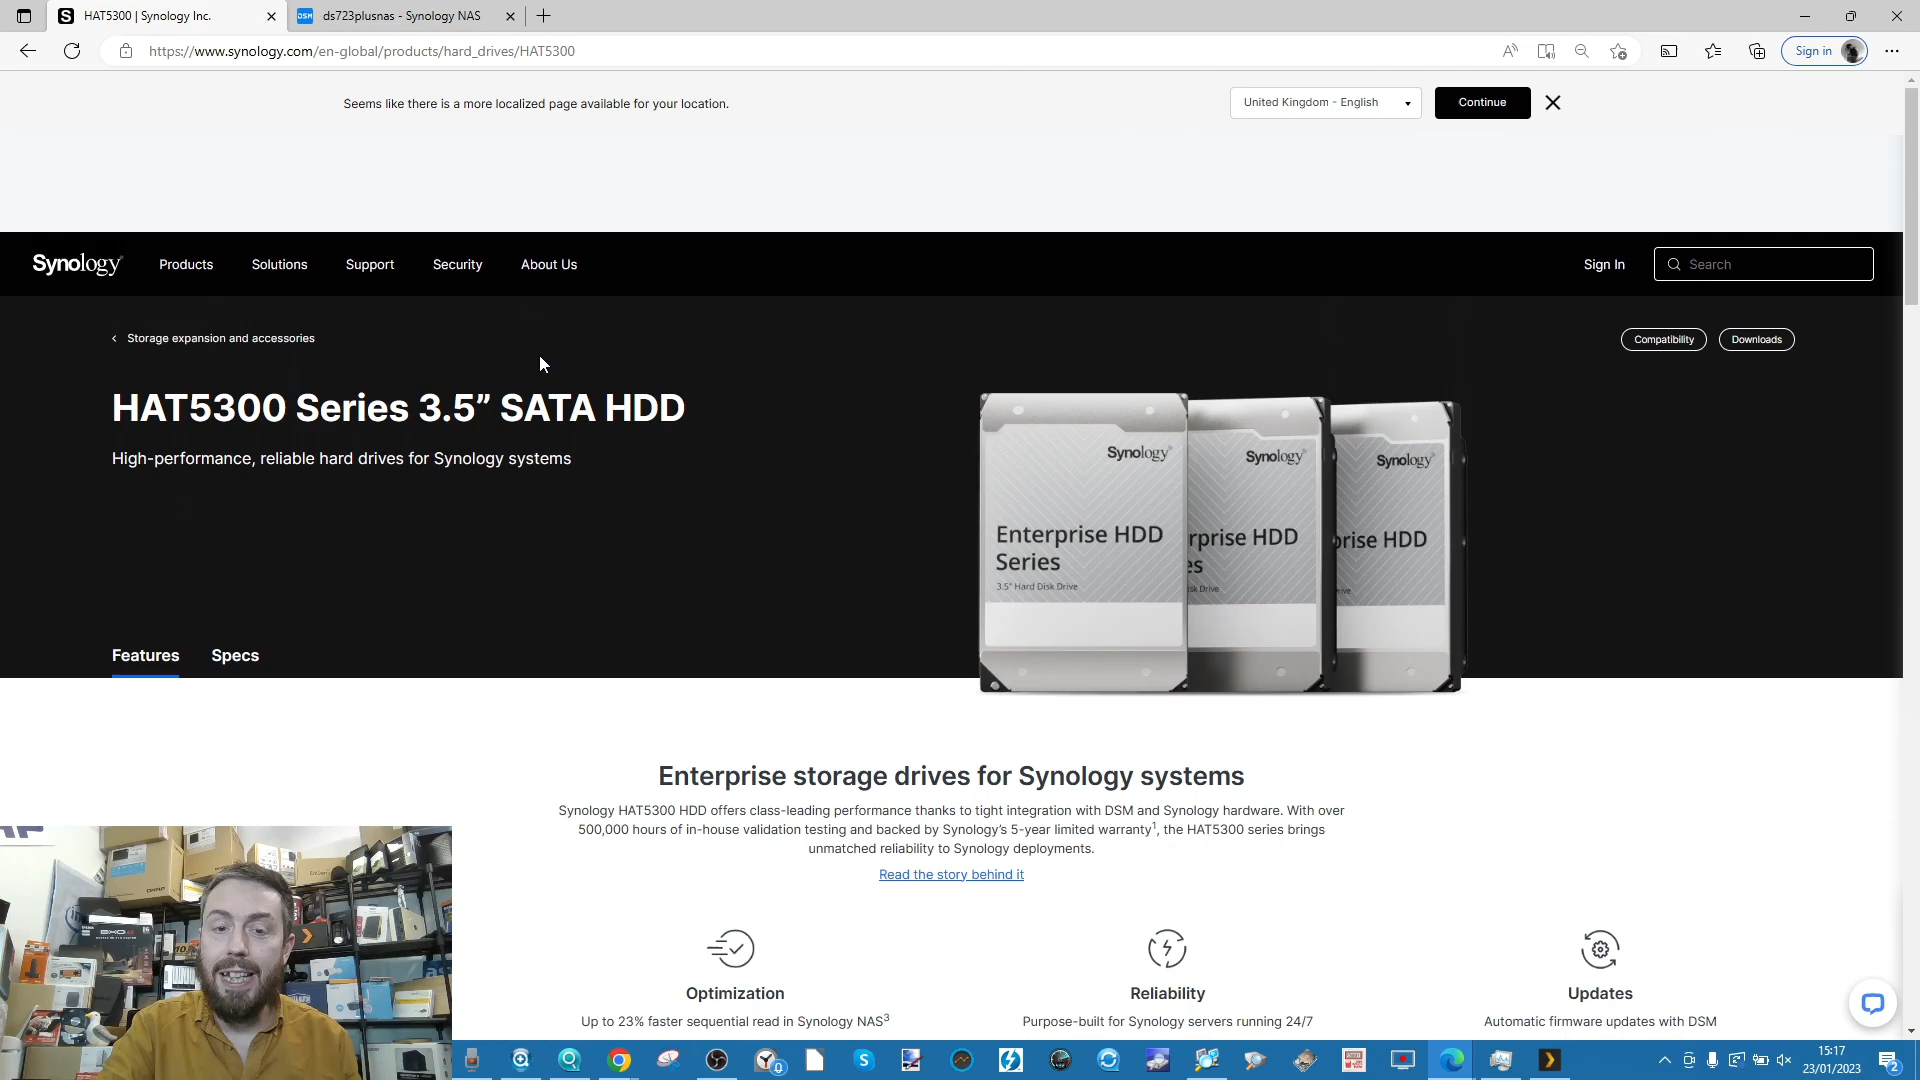 HAT5300 | Synology Inc.
DSM
ds723plusnas - Synology NAS
https://www.synology.com/en-global/products/hard_drives/HAT5300
Sign in
Seems like there is a more localized page available for your location.
United Kingdom - English
Continue
Synology
Products
Solutions
Support
Security
About Us
Sign In
Search
Storage expansion and accessories
Compatibility
Downloads
HAT5300 Series 3.5” SATA HDD
High-performance, reliable hard drives for Synology systems
Synology
Synology
Synology
Enterprise HDD
Series
3.5" Hard Disk Drive
rprise HDD
es
isk Drive
prise HDD
Features
Specs
Enterprise storage drives for Synology systems
Synology HAT5300 HDD offers class-leading performance thanks to tight integration with DSM and Synology hardware. With over
500,000 hours of in-house validation testing and backed by Synology's 5-year limited warranty1, the HAT5300 series brings
unmatched reliability to Synology deployments.
Read the story behind it
Optimization
Reliability
Updates
Up to 23% faster sequential read in Synology NAS3
Purpose-built for Synology servers running 24/7
Automatic firmware updates with DSM
15:17
23/01/2023
2